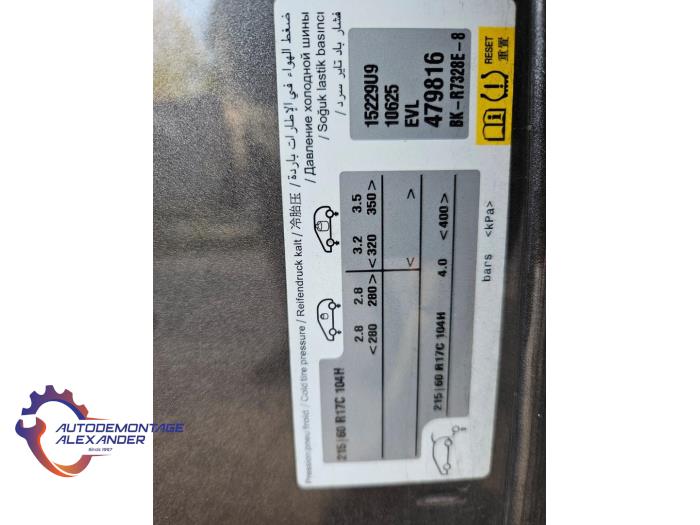 Pression pneu froid / Cold tire pressure / Reifendruck kalt / 冷胎压 / ضغط الهواء في الإطارات باردة
/ Давление холодной шины
/ Soğuk lastik basıncı
/ فشار باد تایر سرد
215|60 R17C 104H
2.8 2.8 3.2 3.5
<280 280> <320 350>
< >
215|60 R17C 104H 4.0 <400>
bars <kPa>
15229U9
10625
EVL
479816
BK-R7328E-8
RESET
重置
AUTODEMONTAGE
ALEXANDER
Sinds 1967